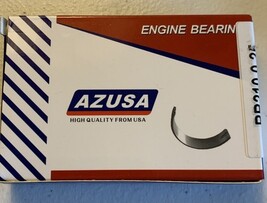 ENGINE BEARIN
AZUSA
HIGH QUALITY FROM USA